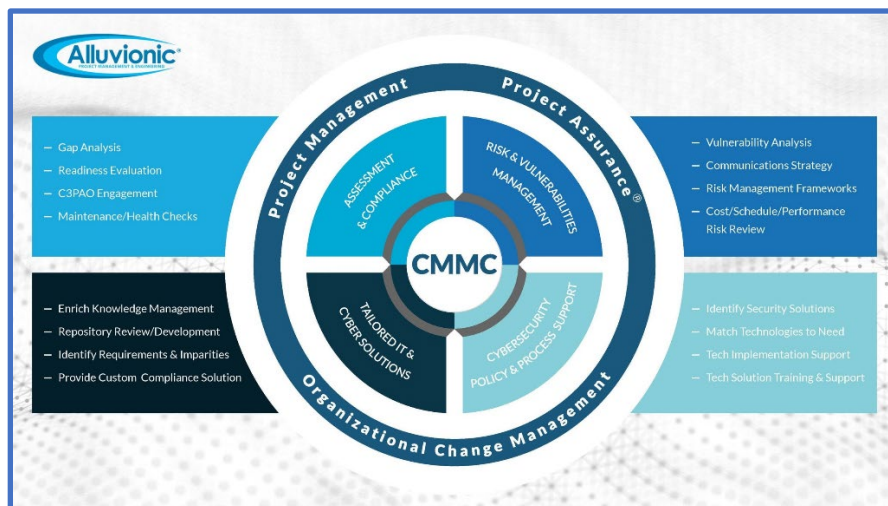 Alluvionic®
PROJECT MANAGEMENT & ENGINEERING
Project Management
Project Assurance®
Organizational Change Management
— Gap Analysis
— Readiness Evaluation
— C3PAO Engagement
— Maintenance/Health Checks
— Vulnerability Analysis
— Communications Strategy
— Risk Management Frameworks
— Cost/Schedule/Performance
Risk Review
ASSESSMENT
& COMPLIANCE
RISK & VULNERABILITIES
MANAGEMENT
CMMC
TAILORED IT &
CYBER SOLUTIONS
CYBERSECURITY
POLICY & PROCESS SUPPORT
— Enrich Knowledge Management
— Repository Review/Development
— Identify Requirements & Imparities
— Provide Custom Compliance Solution
— Identify Security Solutions
— Match Technologies to Need
— Tech Implementation Support
— Tech Solution Training & Support